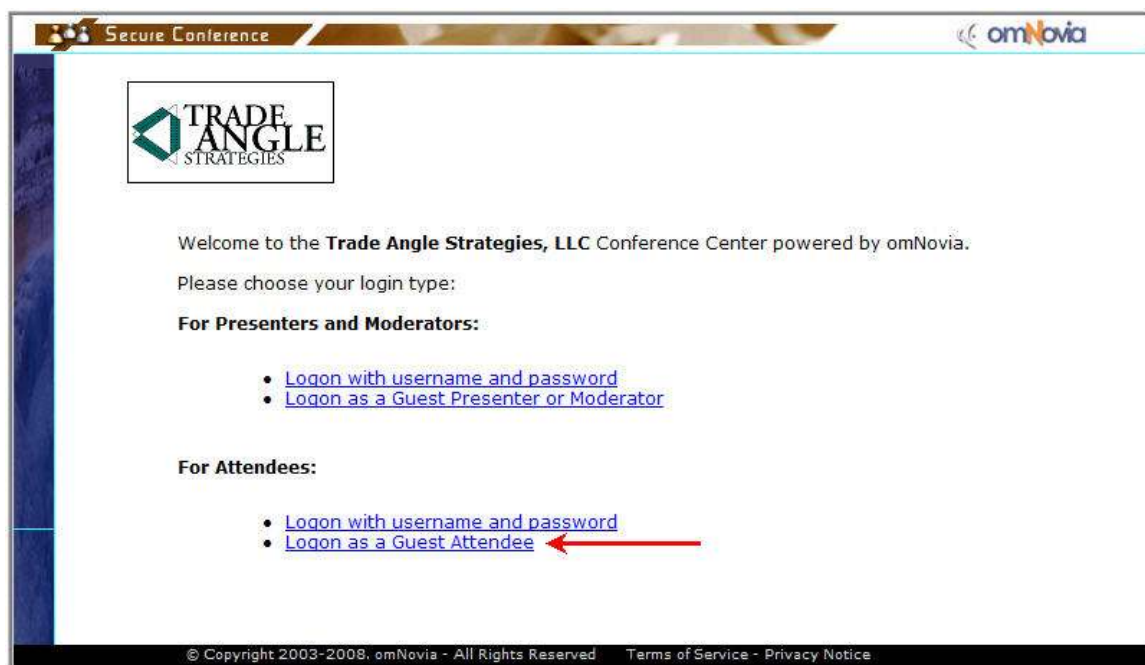 Secure Conference
omNovia
TRADE
ANGLE
STRATEGIES
Welcome to the Trade Angle Strategies, LLC Conference Center powered by omNovia.
Please choose your login type:
For Presenters and Moderators:
• Logon with username and password
• Logon as a Guest Presenter or Moderator
For Attendees:
• Logon with username and password
• Logon as a Guest Attendee
© Copyright 2003-2008. omNovia - All Rights Reserved Terms of Service - Privacy Notice